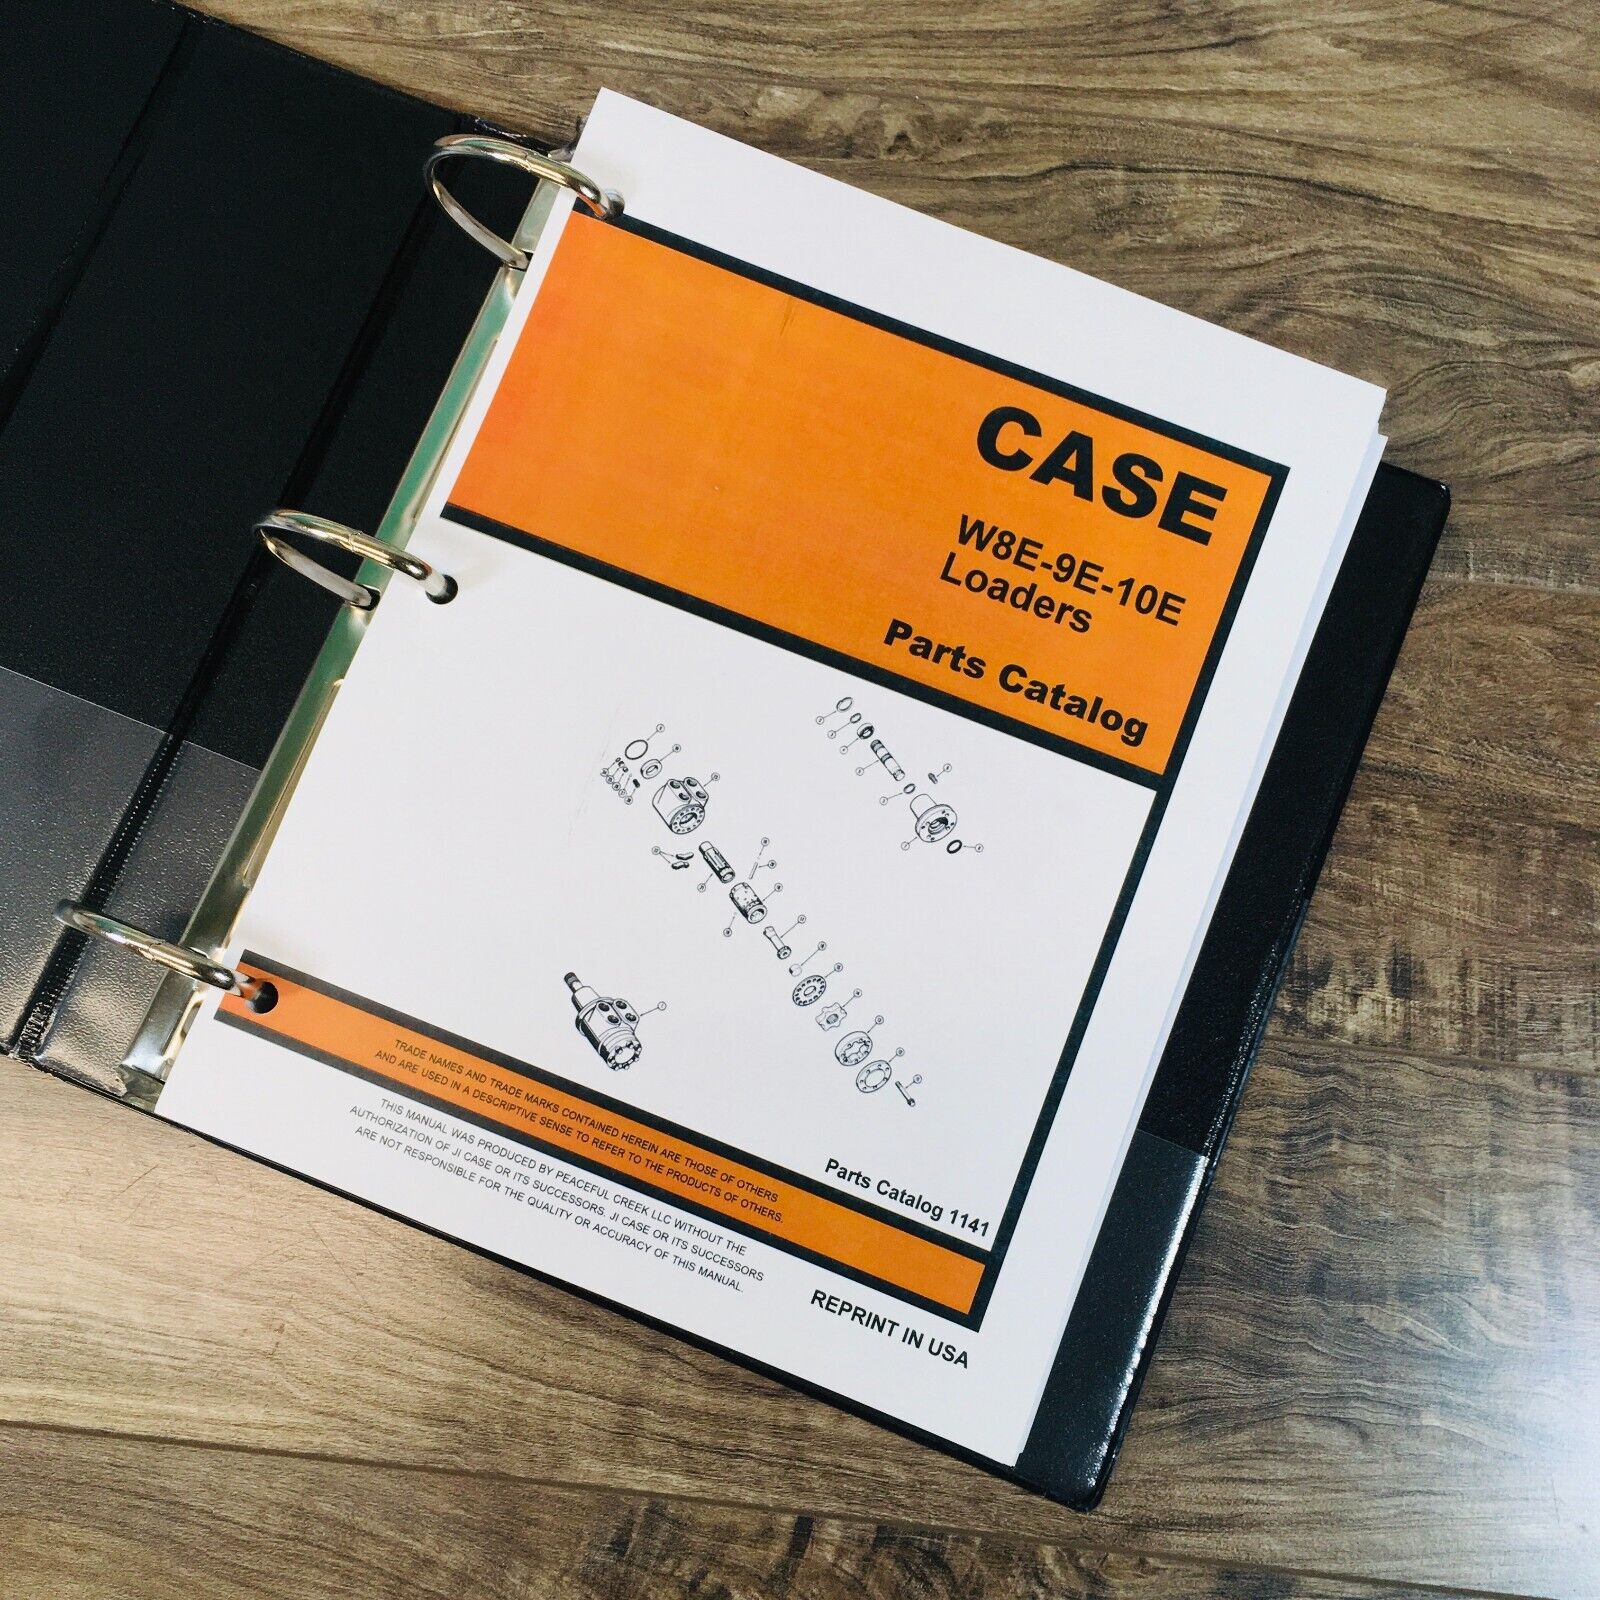 CASE
W8E-9E-10E
Loaders
Parts Catalog
Parts Catalog 1141
TRADE NAMES AND TRADE MARKS CONTAINED HEREIN ARE THOSE OF OTHERS
AND ARE USED IN A DESCRIPTIVE SENSE TO REFER TO THE PRODUCTS OF OTHERS.
THIS MANUAL WAS PRODUCED BY PEACEFUL CREEK LLC WITHOUT THE
AUTHORIZATION OF JI CASE OR ITS SUCCESSORS. JI CASE OR ITS SUCCESSORS
ARE NOT RESPONSIBLE FOR THE QUALITY OR ACCURACY OF THIS MANUAL.
REPRINT IN USA